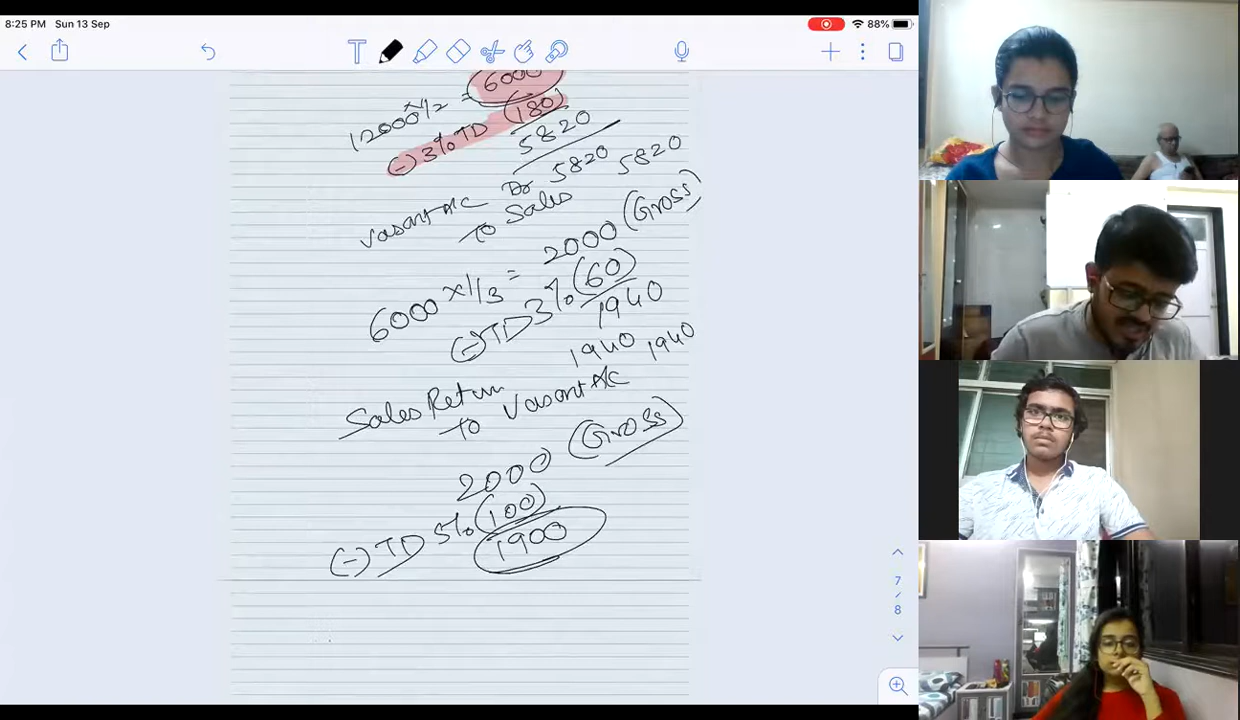 8:25 PM Sun 13 Sep
88%
T
12000 x 1/2 = 6000
(-) 3% TD (180)
5820
Vasant A/c Dr 5820 5820
To Sales
6000 x 1/3 = 2000 (Gross)
(-) TD 3% (60)
1940
1940 1940
Sales Return
To Vasant A/c
2000 (Gross)
(-) TD 5% (100)
1900
7
/
8